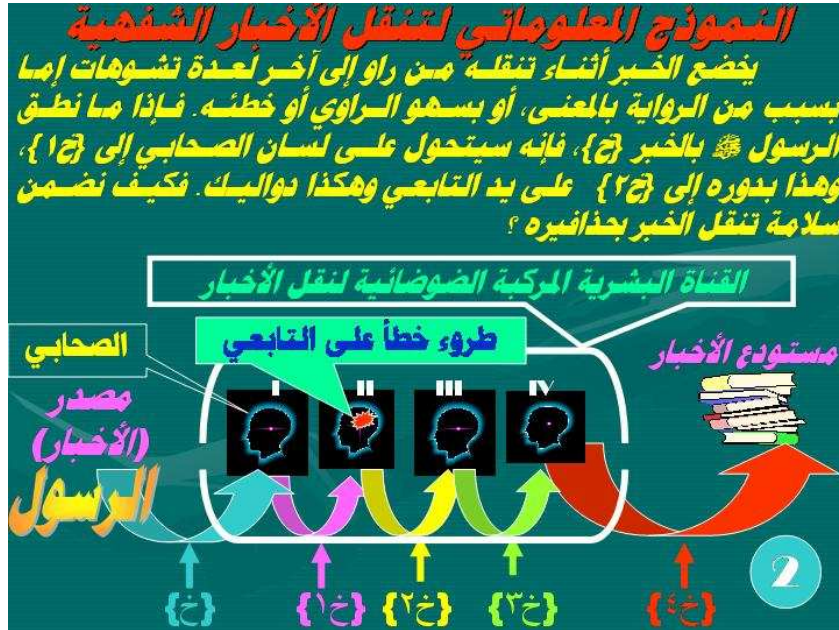 النموذج المعلوماتي لتنقل الأخبار الشفهية
يخضع الخبر أثناء تنقله من راو إلى آخر لعدة تشوهات إما
بسبب من الرواية بالمعنى، أو بسهو الراوي أو خطئه. فإذا ما نطق
الرسول ﷺ بالخبر {خ}، فإنه سيتحول على لسان الصحابي إلى {خ١}،
وهذا بدوره إلى {خ٢} على يد التابعي وهكذا دواليك. فكيف نضمن
سلامة تنقل الخبر بحذافيره ؟
القناة البشرية المركبة الضوضائية لنقل الأخبار
الصحابي
طروء خطأ على التابعي
مستودع الأخبار
I II III IV
مصدر
(الأخبار)
الرسول
{خ} {خ١} {خ٢} {خ٣} {خ٤}
2